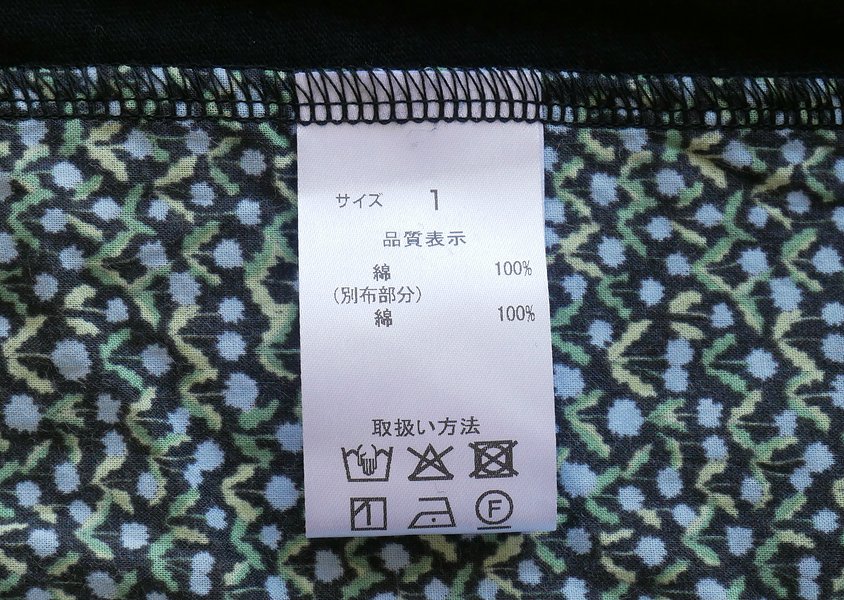 サイズ 1
品質表示
綿 100%
(別布部分)
綿 100%
取扱い方法
F